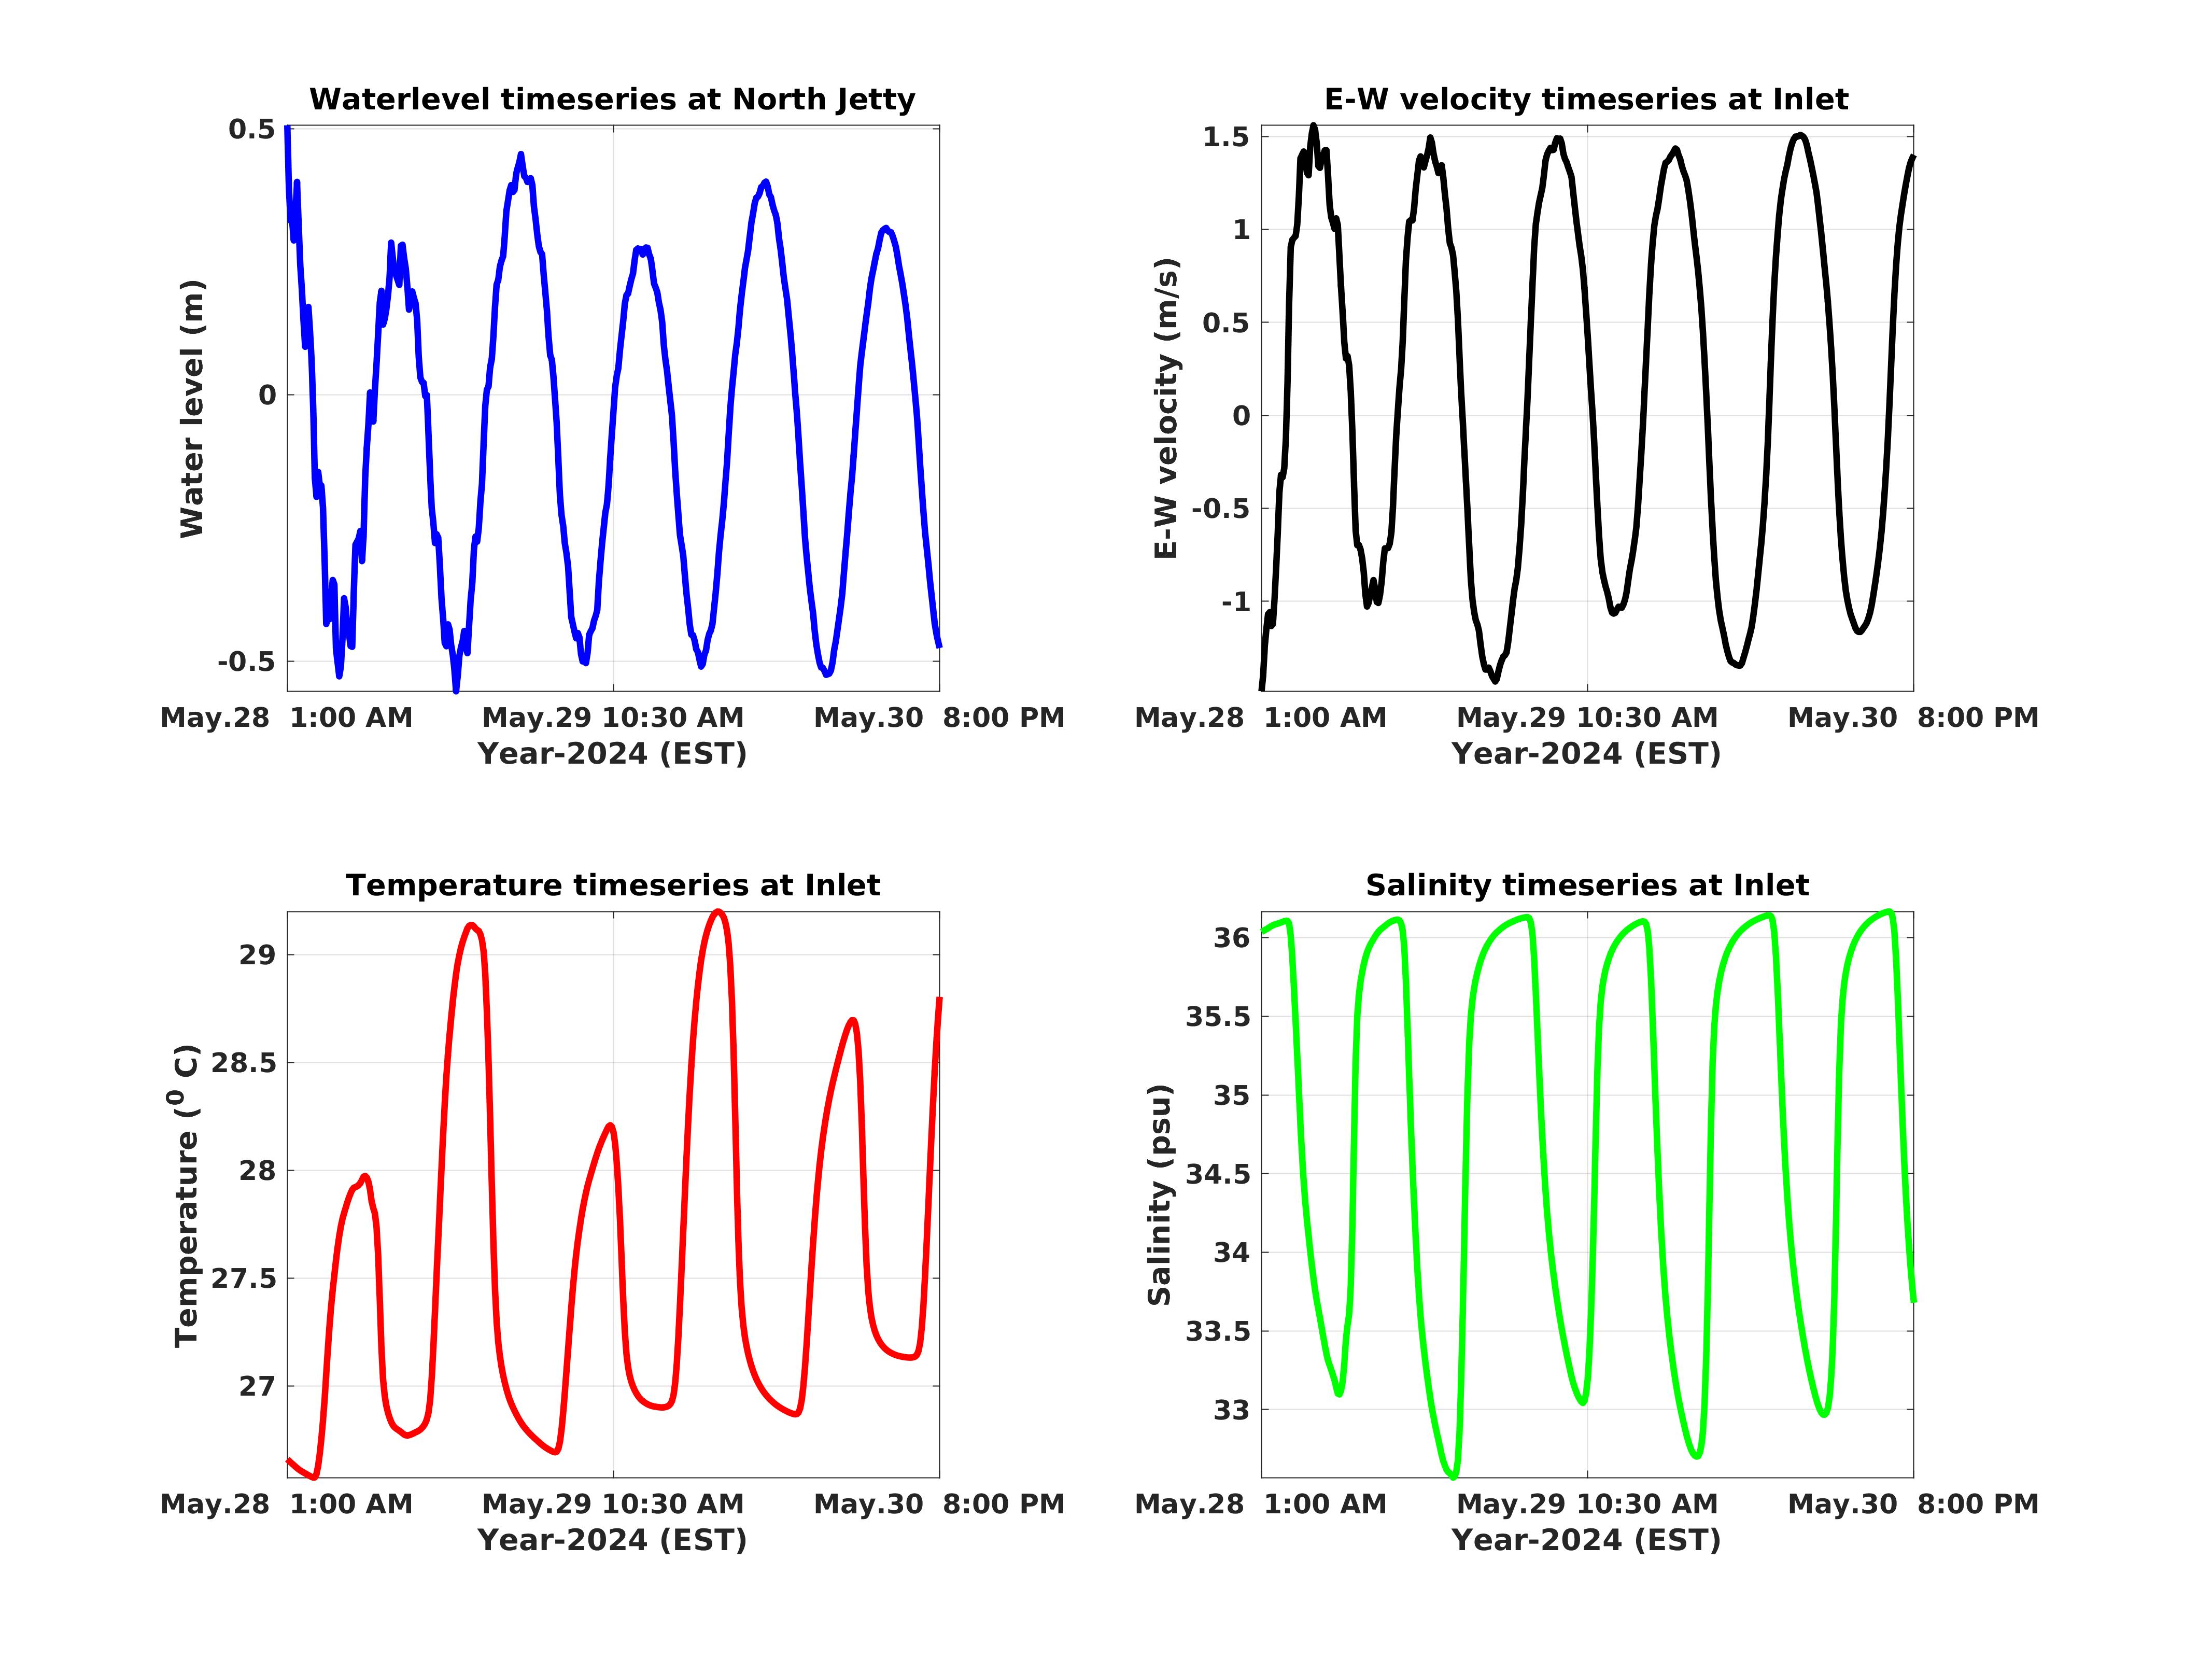 Waterlevel timeseries at North Jetty
0.5
0
-0.5
Water level (m)
May.28  1:00 AM May.29 10:30 AM May.30  8:00 PM
Year-2024 (EST)
E-W velocity timeseries at Inlet
1.5
1
0.5
0
-0.5
-1
E-W velocity (m/s)
May.28  1:00 AM May.29 10:30 AM May.30  8:00 PM
Year-2024 (EST)
Temperature timeseries at Inlet
29
28.5
28
27.5
27
Temperature (⁰ C)
May.28  1:00 AM May.29 10:30 AM May.30  8:00 PM
Year-2024 (EST)
Salinity timeseries at Inlet
36
35.5
35
34.5
34
33.5
33
Salinity (psu)
May.28  1:00 AM May.29 10:30 AM May.30  8:00 PM
Year-2024 (EST)